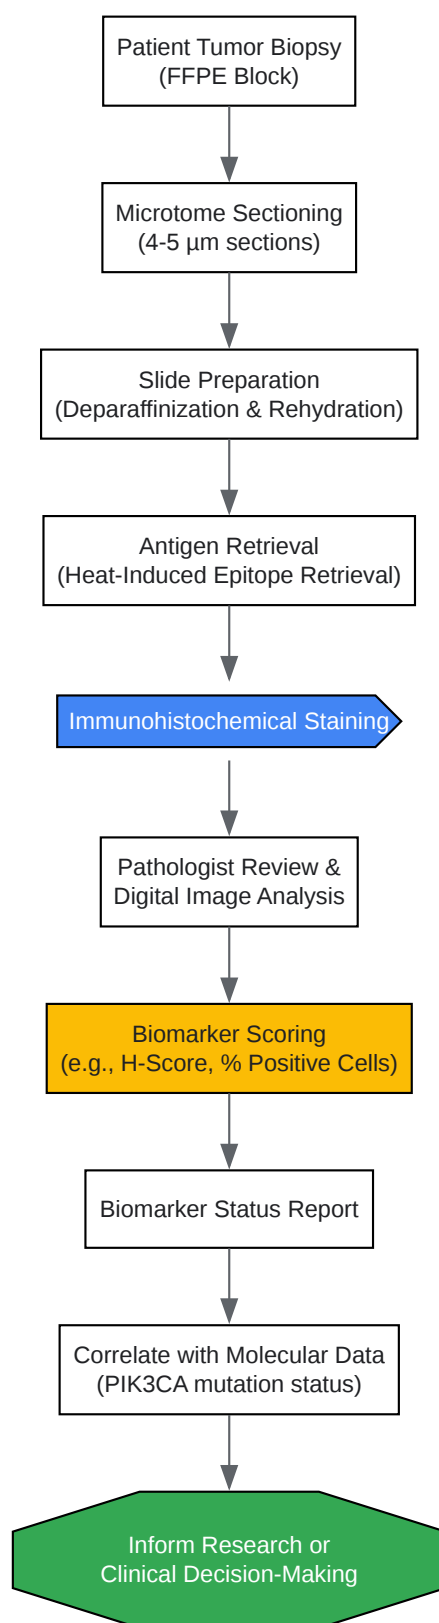 Patient Tumor Biopsy
(FFPE Block)
Microtome Sectioning
(4-5 µm sections)
Slide Preparation
(Deparaffinization & Rehydration)
Antigen Retrieval
(Heat-Induced Epitope Retrieval)
Immunohistochemical Staining
Pathologist Review &
Digital Image Analysis
Biomarker Scoring
(e.g., H-Score, % Positive Cells)
Biomarker Status Report
Correlate with Molecular Data
(PIK3CA mutation status)
Inform Research or
Clinical Decision-Making